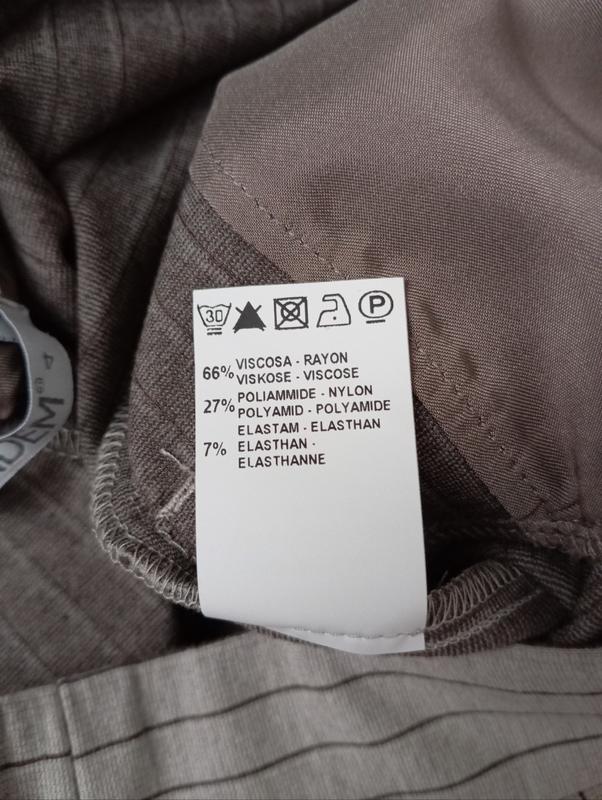 30
P
66% VISCOSA - RAYON
VISKOSE - VISCOSE
27% POLIAMMIDE - NYLON
POLYAMID - POLYAMIDE
7% ELASTAM - ELASTHAN
ELASTHAN -
ELASTHANNE